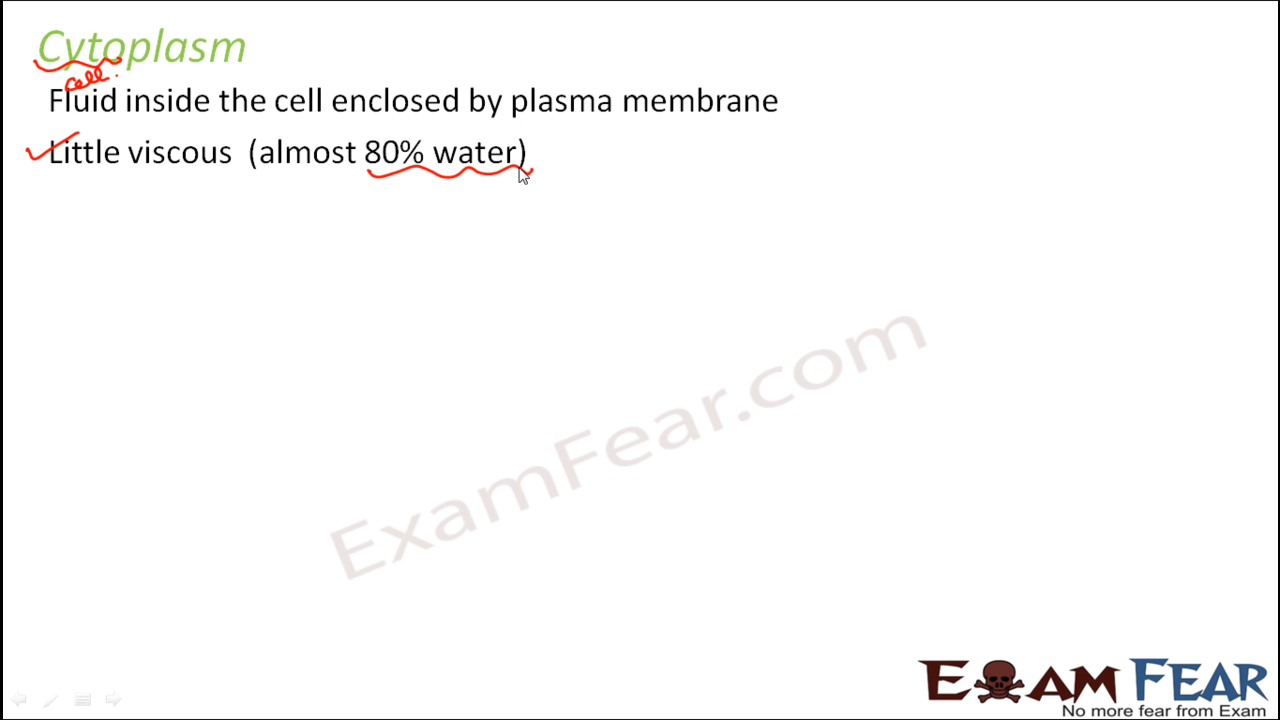 Cytoplasm
cell.
Fluid inside the cell enclosed by plasma membrane
Little viscous (almost 80% water)
ExamFear.com
EXAM FEAR
No more fear from Exam